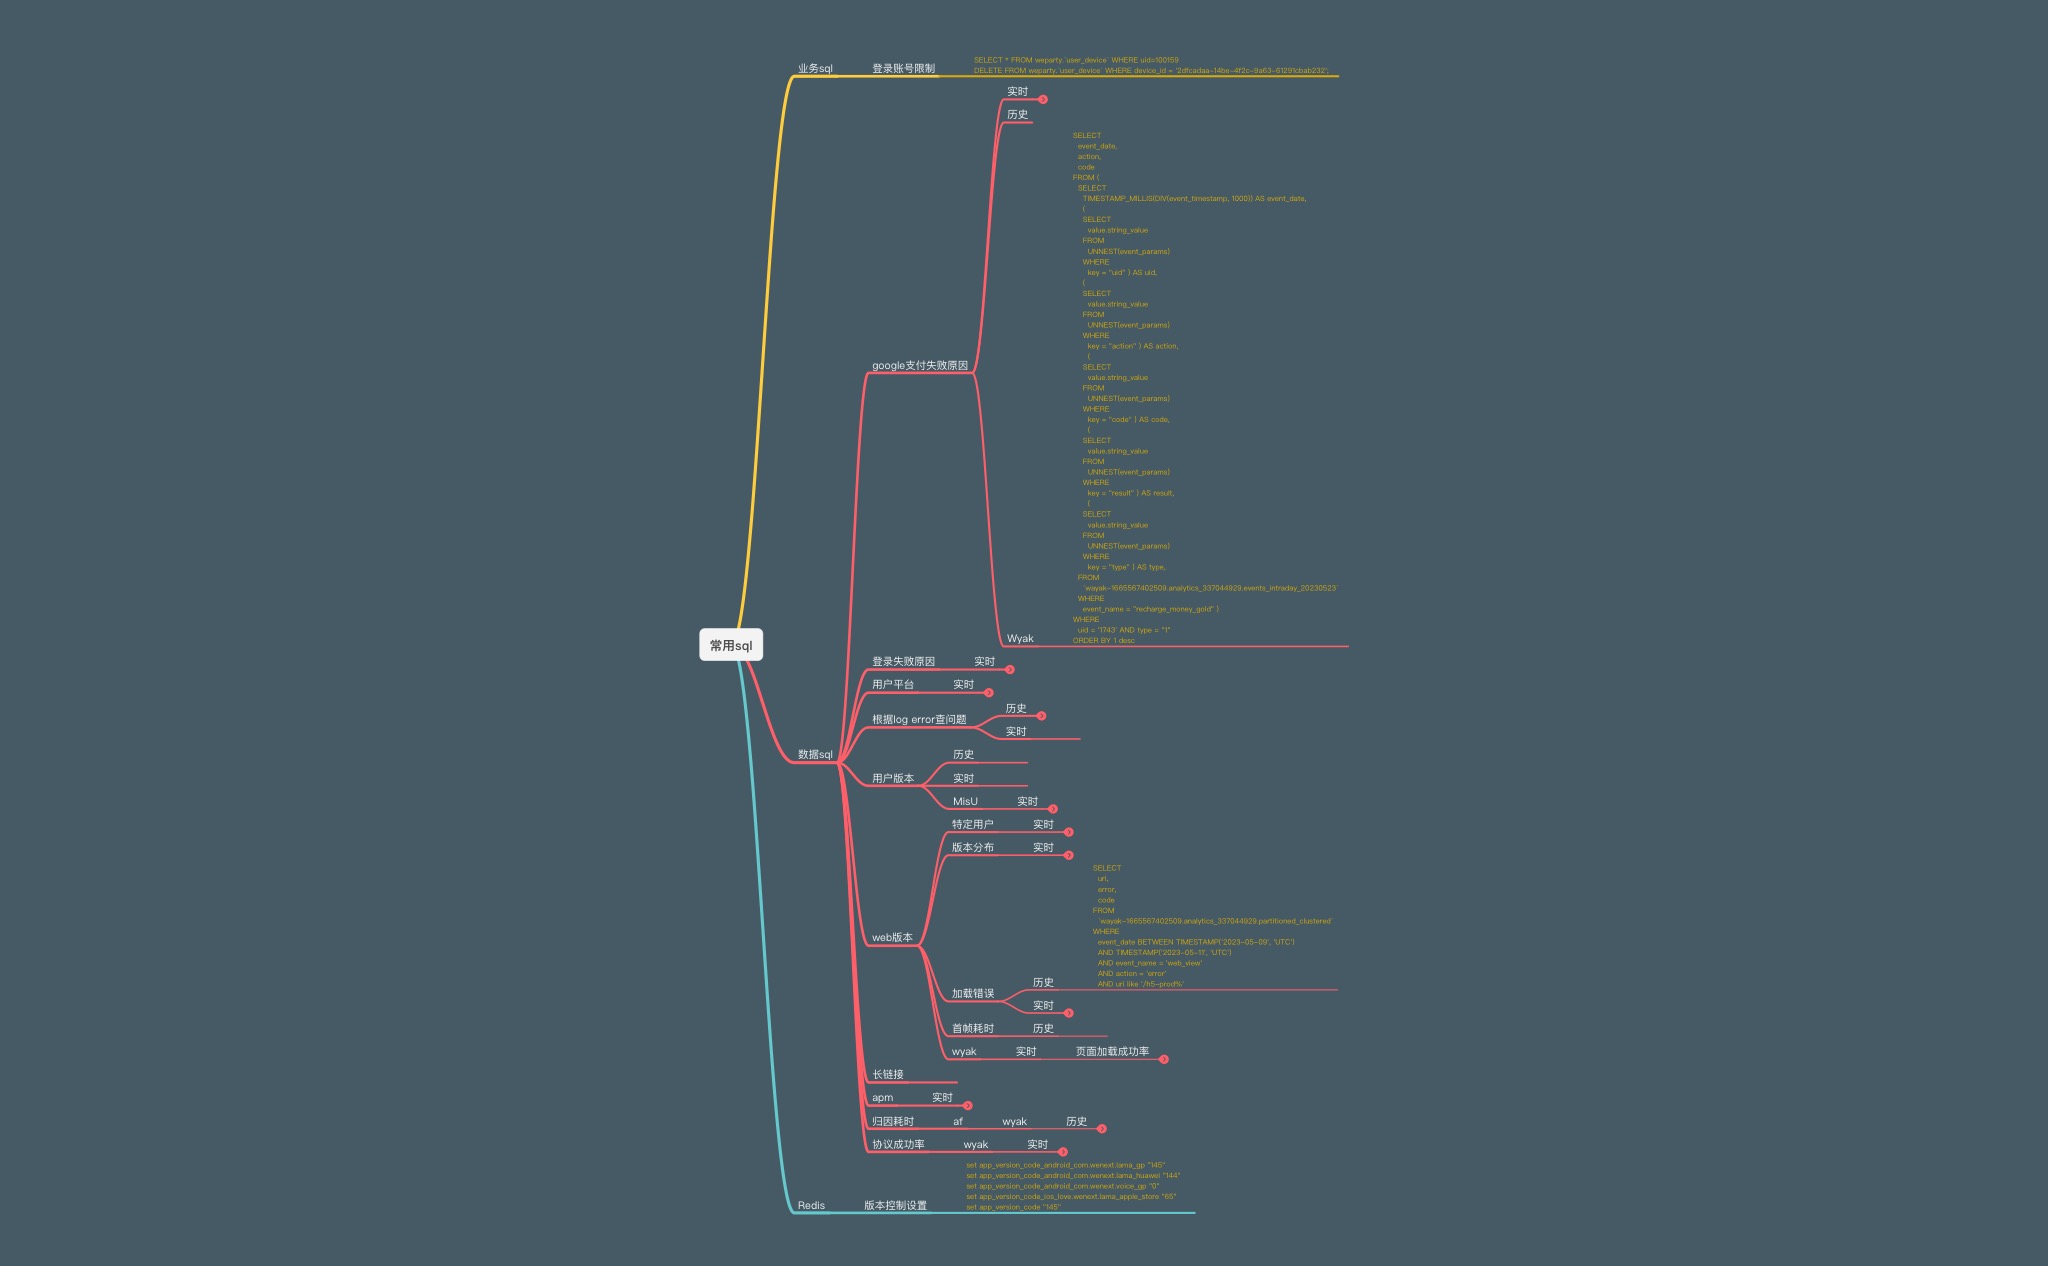 常用sql
业务sql
登录账号限制
SELECT * FROM weparty.`user_device` WHERE uid=100159
DELETE FROM weparty.`user_device` WHERE device_id = '2dfcadaa-14be-4f2c-9a63-61291cbab232';
数据sql
google支付失败原因
实时
历史
Wyak
SELECT
event_date,
action,
code
FROM (
SELECT
TIMESTAMP_MILLIS(DIV(event_timestamp, 1000)) AS event_date,
(
SELECT
value.string_value
FROM
UNNEST(event_params)
WHERE
key = "uid" ) AS uid,
(
SELECT
value.string_value
FROM
UNNEST(event_params)
WHERE
key = "action" ) AS action,
(
SELECT
value.string_value
FROM
UNNEST(event_params)
WHERE
key = "code" ) AS code,
(
SELECT
value.string_value
FROM
UNNEST(event_params)
WHERE
key = "result" ) AS result,
(
SELECT
value.string_value
FROM
UNNEST(event_params)
WHERE
key = "type" ) AS type,
FROM
`wayak-1665567402509.analytics_337044929.events_intraday_20230523`
WHERE
event_name = "recharge_money_gold" )
WHERE
uid = '1743' AND type = "1"
ORDER BY 1 desc
登录失败原因
实时
用户平台
实时
根据log error查问题
历史
实时
用户版本
历史
实时
MisU
实时
web版本
特定用户
实时
版本分布
实时
加载错误
历史
SELECT
uri,
error,
code
FROM
`wayak-1665567402509.analytics_337044929.partitioned_clustered`
WHERE
event_date BETWEEN TIMESTAMP('2023-05-09', 'UTC')
AND TIMESTAMP('2023-05-11', 'UTC')
AND event_name = 'web_view'
AND action = 'error'
AND uri like '/h5-prod%'
实时
首帧耗时
历史
wyak
实时
页面加载成功率
长链接
apm
实时
归因耗时
af
wyak
历史
协议成功率
wyak
实时
Redis
版本控制设置
set app_version_code_android_com.wenext.lama_gp "145"
set app_version_code_android_com.wenext.lama_huawei "144"
set app_version_code_android_com.wenext.voice_gp "0"
set app_version_code_ios_love.wenext.lama_apple_store "65"
set app_version_code "145"